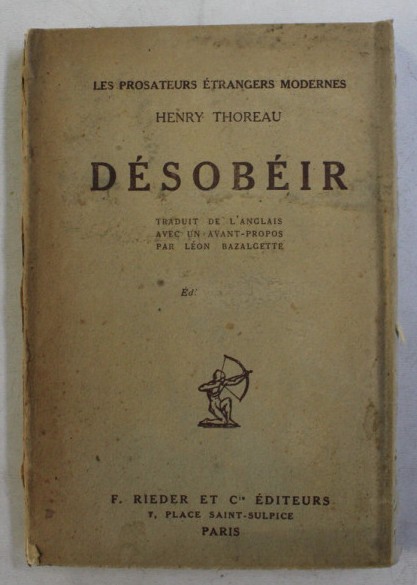 LES PROSATEURS ÉTRANGERS MODERNES
HENRY THOREAU
DÉSOBÉIR
TRADUIT DE L'ANGLAIS
AVEC UN AVANT-PROPOS
PAR LÉON BAZALGETTE
Éd.
F. RIEDER ET Cie ÉDITEURS
7, PLACE SAINT-SULPICE
PARIS